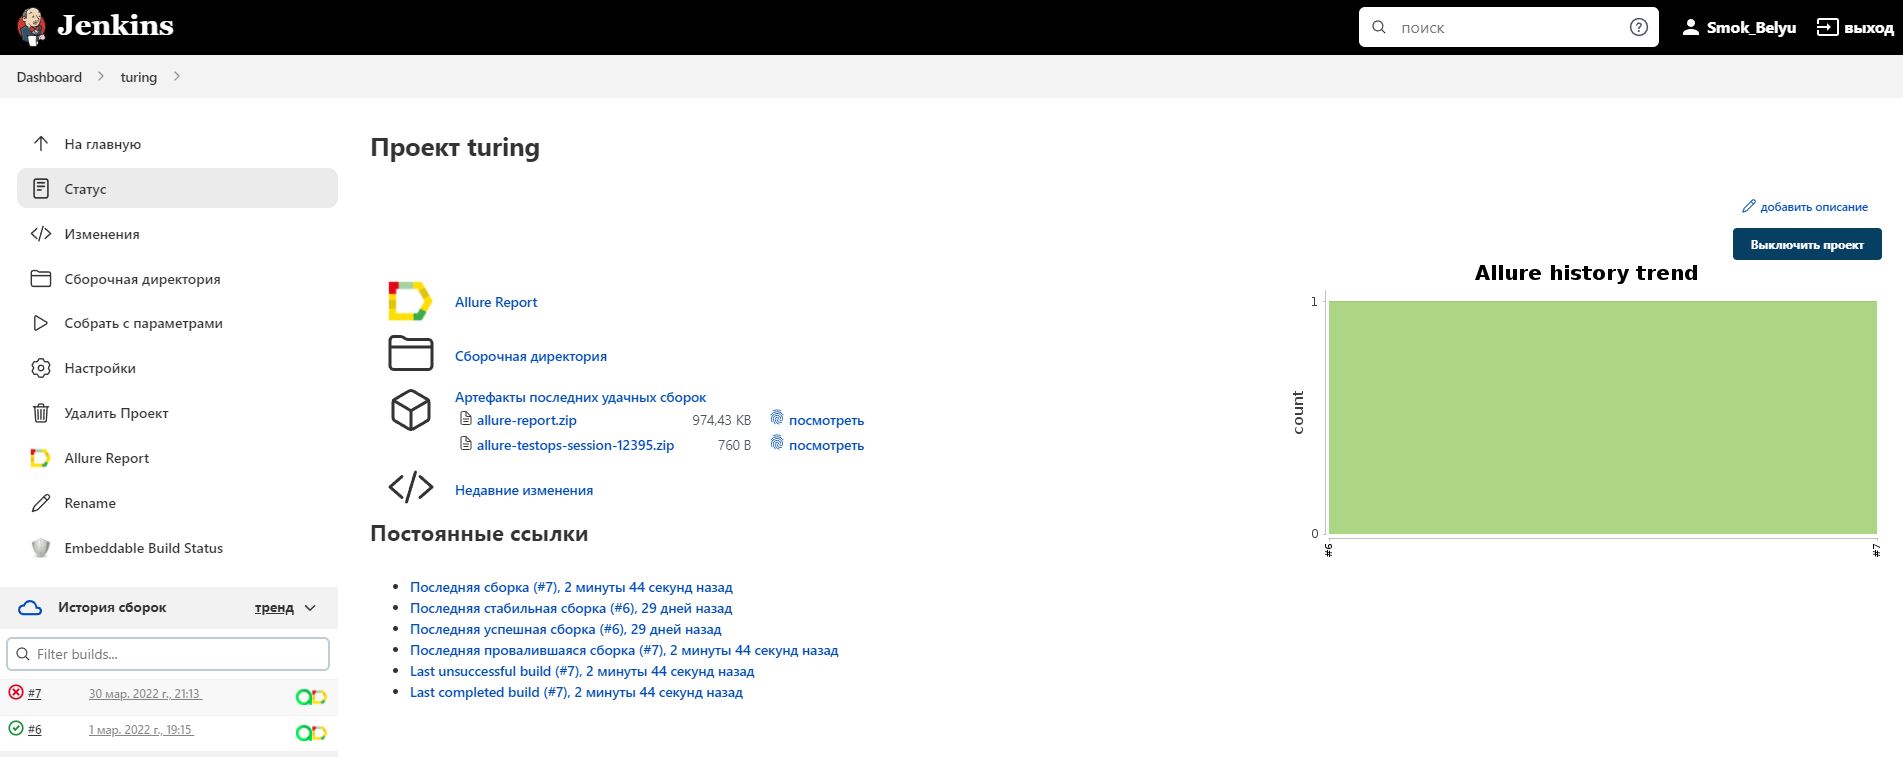 Jenkins
поиск
Smok_Belyu
выход
Dashboard
turing
На главную
Статус
Изменения
Сборочная директория
Собрать с параметрами
Настройки
Удалить Проект
Allure Report
Rename
Embeddable Build Status
История сборок
тренд
Filter builds...
#7
30 мар. 2022 г., 21:13
#6
1 мар. 2022 г., 19:15
Проект turing
добавить описание
Выключить проект
Allure Report
Сборочная директория
Артефакты последних удачных сборок
allure-report.zip 974,43 KB посмотреть
allure-testops-session-12395.zip 760 B посмотреть
Недавние изменения
Постоянные ссылки
Последняя сборка (#7), 2 минуты 44 секунд назад
Последняя стабильная сборка (#6), 29 дней назад
Последняя успешная сборка (#6), 29 дней назад
Последняя провалившаяся сборка (#7), 2 минуты 44 секунд назад
Last unsuccessful build (#7), 2 минуты 44 секунд назад
Last completed build (#7), 2 минуты 44 секунд назад
Allure history trend
1
count
0
#6
#7